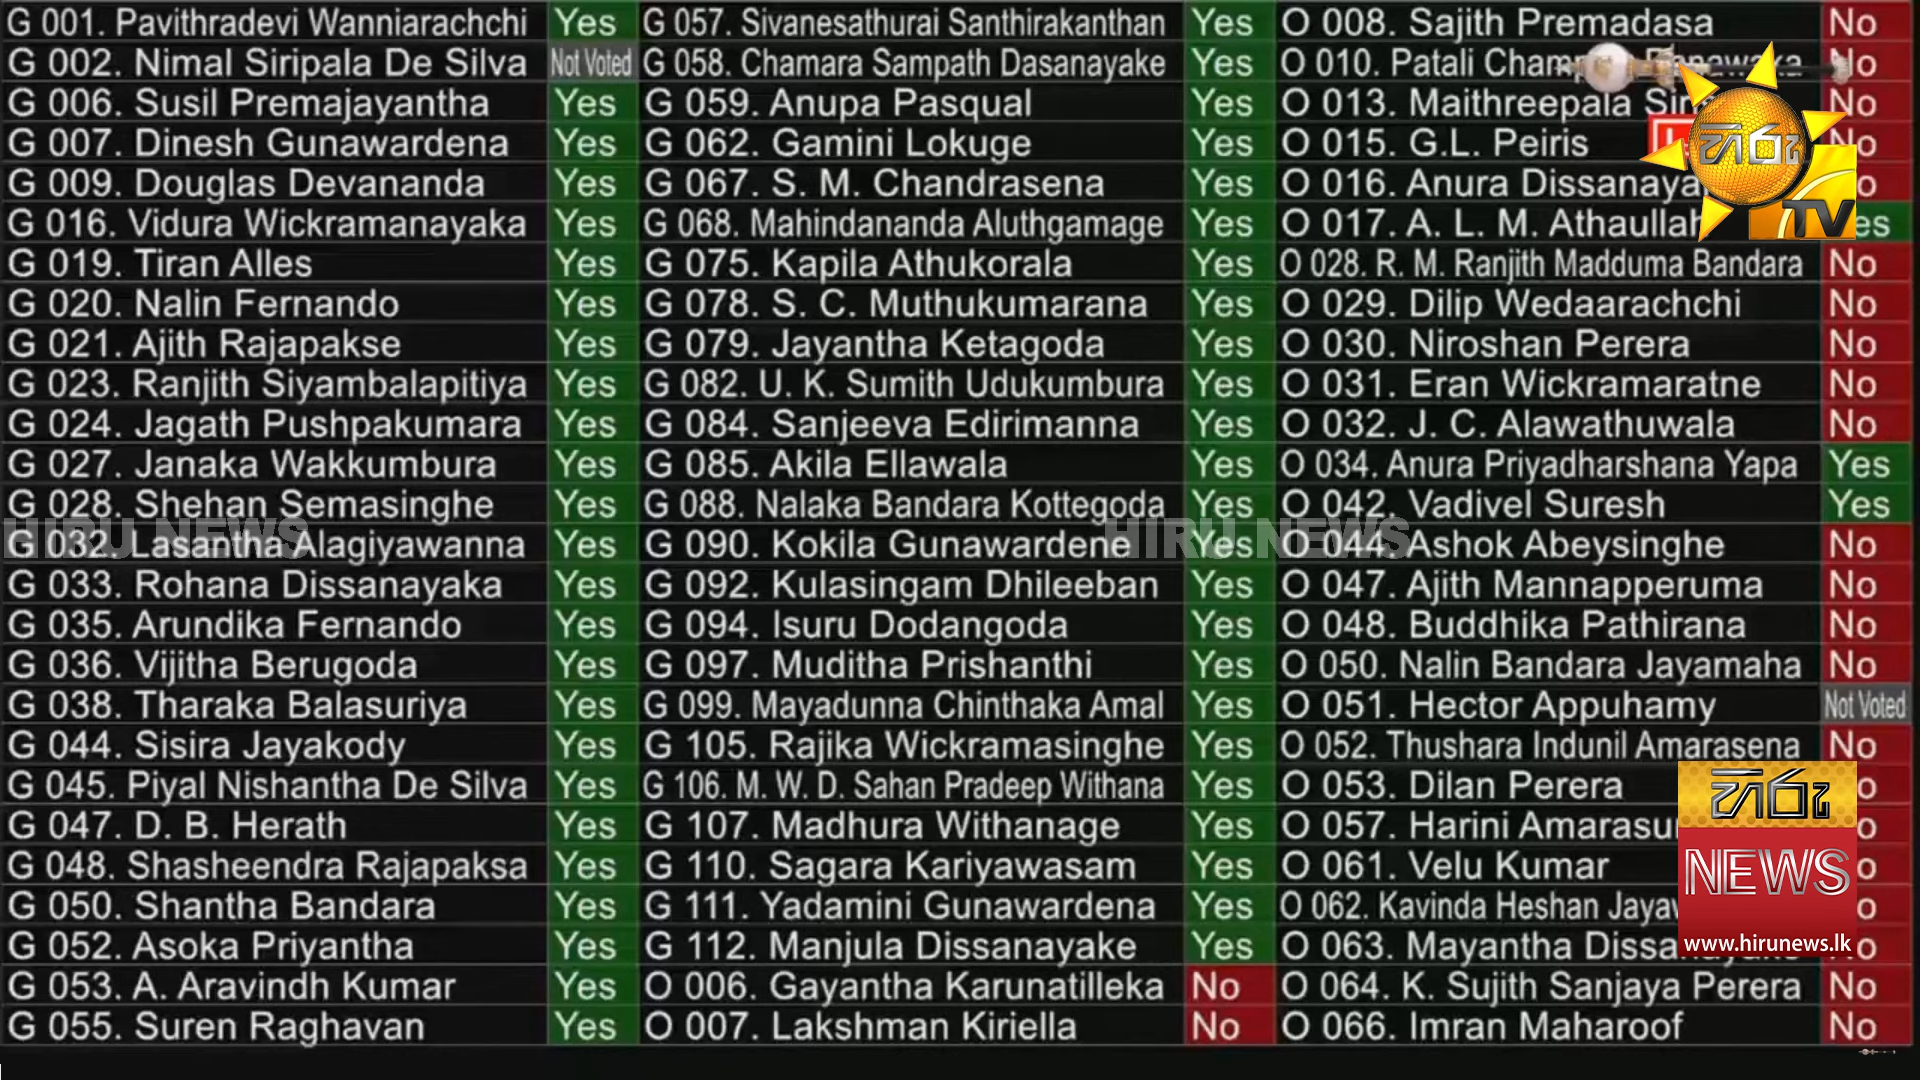 G 001. Pavithradevi Wanniarachchi Yes
G 002. Nimal Siripala De Silva Not Voted
G 006. Susil Premajayantha Yes
G 007. Dinesh Gunawardena Yes
G 009. Douglas Devananda Yes
G 016. Vidura Wickramanayaka Yes
G 019. Tiran Alles Yes
G 020. Nalin Fernando Yes
G 021. Ajith Rajapakse Yes
G 023. Ranjith Siyambalapitiya Yes
G 024. Jagath Pushpakumara Yes
G 027. Janaka Wakkumbura Yes
G 028. Shehan Semasinghe Yes
G 032. Lasantha Alagiyawanna Yes
G 033. Rohana Dissanayaka Yes
G 035. Arundika Fernando Yes
G 036. Vijitha Berugoda Yes
G 038. Tharaka Balasuriya Yes
G 044. Sisira Jayakody Yes
G 045. Piyal Nishantha De Silva Yes
G 047. D. B. Herath Yes
G 048. Shasheendra Rajapaksa Yes
G 050. Shantha Bandara Yes
G 052. Asoka Priyantha Yes
G 053. A. Aravindh Kumar Yes
G 055. Suren Raghavan Yes
G 057. Sivanesathurai Santhirakanthan Yes
G 058. Chamara Sampath Dasanayake Yes
G 059. Anupa Pasqual Yes
G 062. Gamini Lokuge Yes
G 067. S. M. Chandrasena Yes
G 068. Mahindananda Aluthgamage Yes
G 075. Kapila Athukorala Yes
G 078. S. C. Muthukumarana Yes
G 079. Jayantha Ketagoda Yes
G 082. U. K. Sumith Udukumbura Yes
G 084. Sanjeeva Edirimanna Yes
G 085. Akila Ellawala Yes
G 088. Nalaka Bandara Kottegoda Yes
G 090. Kokila Gunawardene Yes
G 092. Kulasingam Dhileeban Yes
G 094. Isuru Dodangoda Yes
G 097. Muditha Prishanthi Yes
G 099. Mayadunna Chinthaka Amal Yes
G 105. Rajika Wickramasinghe Yes
G 106. M. W. D. Sahan Pradeep Withana Yes
G 107. Madhura Withanage Yes
G 110. Sagara Kariyawasam Yes
G 111. Yadamini Gunawardena Yes
G 112. Manjula Dissanayake Yes
O 006. Gayantha Karunatilleka No
O 007. Lakshman Kiriella No
O 008. Sajith Premadasa No
O 010. Patali No
O 013. Maithreepala No
O 015. G.L. Peiris No
O 016. Anura
O 017. A. L. M.
O 028. R. M. Ranjith Madduma Bandara No
O 029. Dilip Wedaarachchi No
O 030. Niroshan Perera No
O 031. Eran Wickramaratne No
O 032. J. C. Alawathuwala No
O 034. Anura Priyadharshana Yapa Yes
O 042. Vadivel Suresh Yes
O 044. Ashok Abeysinghe No
O 047. Ajith Mannapperuma No
O 048. Buddhika Pathirana No
O 050. Nalin Bandara Jayamaha No
O 051. Hector Appuhamy Not Voted
O 052. Thushara Indunil Amarasena No
O 053. Dilan Perera
O 057. Harini
O 061. Velu Kumar
O 062. Kavinda Heshan
O 063. Mayantha
O 064. K. Sujith Sanjaya Perera No
O 066. Imran Maharoof No
HIRU NEWS
HIRU NEWS
හිරු
TV
හිරු
NEWS
www.hirunews.lk